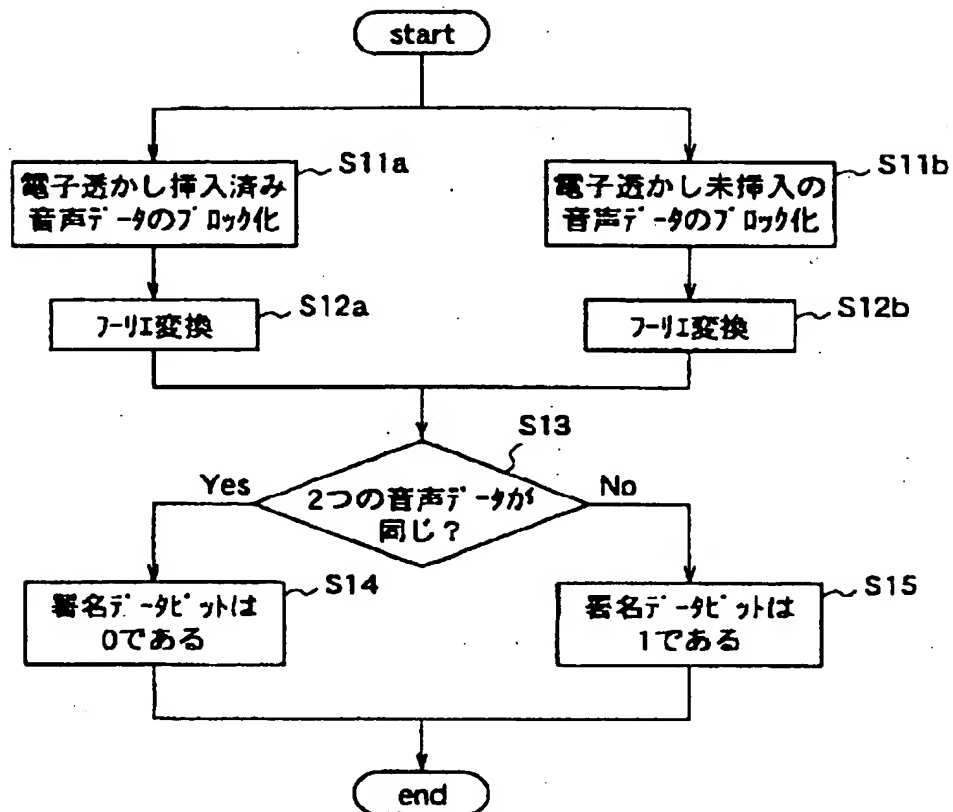 start
S11a
電子透かし挿入済み
音声データのブロック化
S11b
電子透かし未挿入の
音声データのブロック化
S12a
フーリエ変換
S12b
フーリエ変換
S13
Yes
2つの音声データが
同じ?
No
S14
署名データビットは
0である
S15
署名データビットは
1である
end